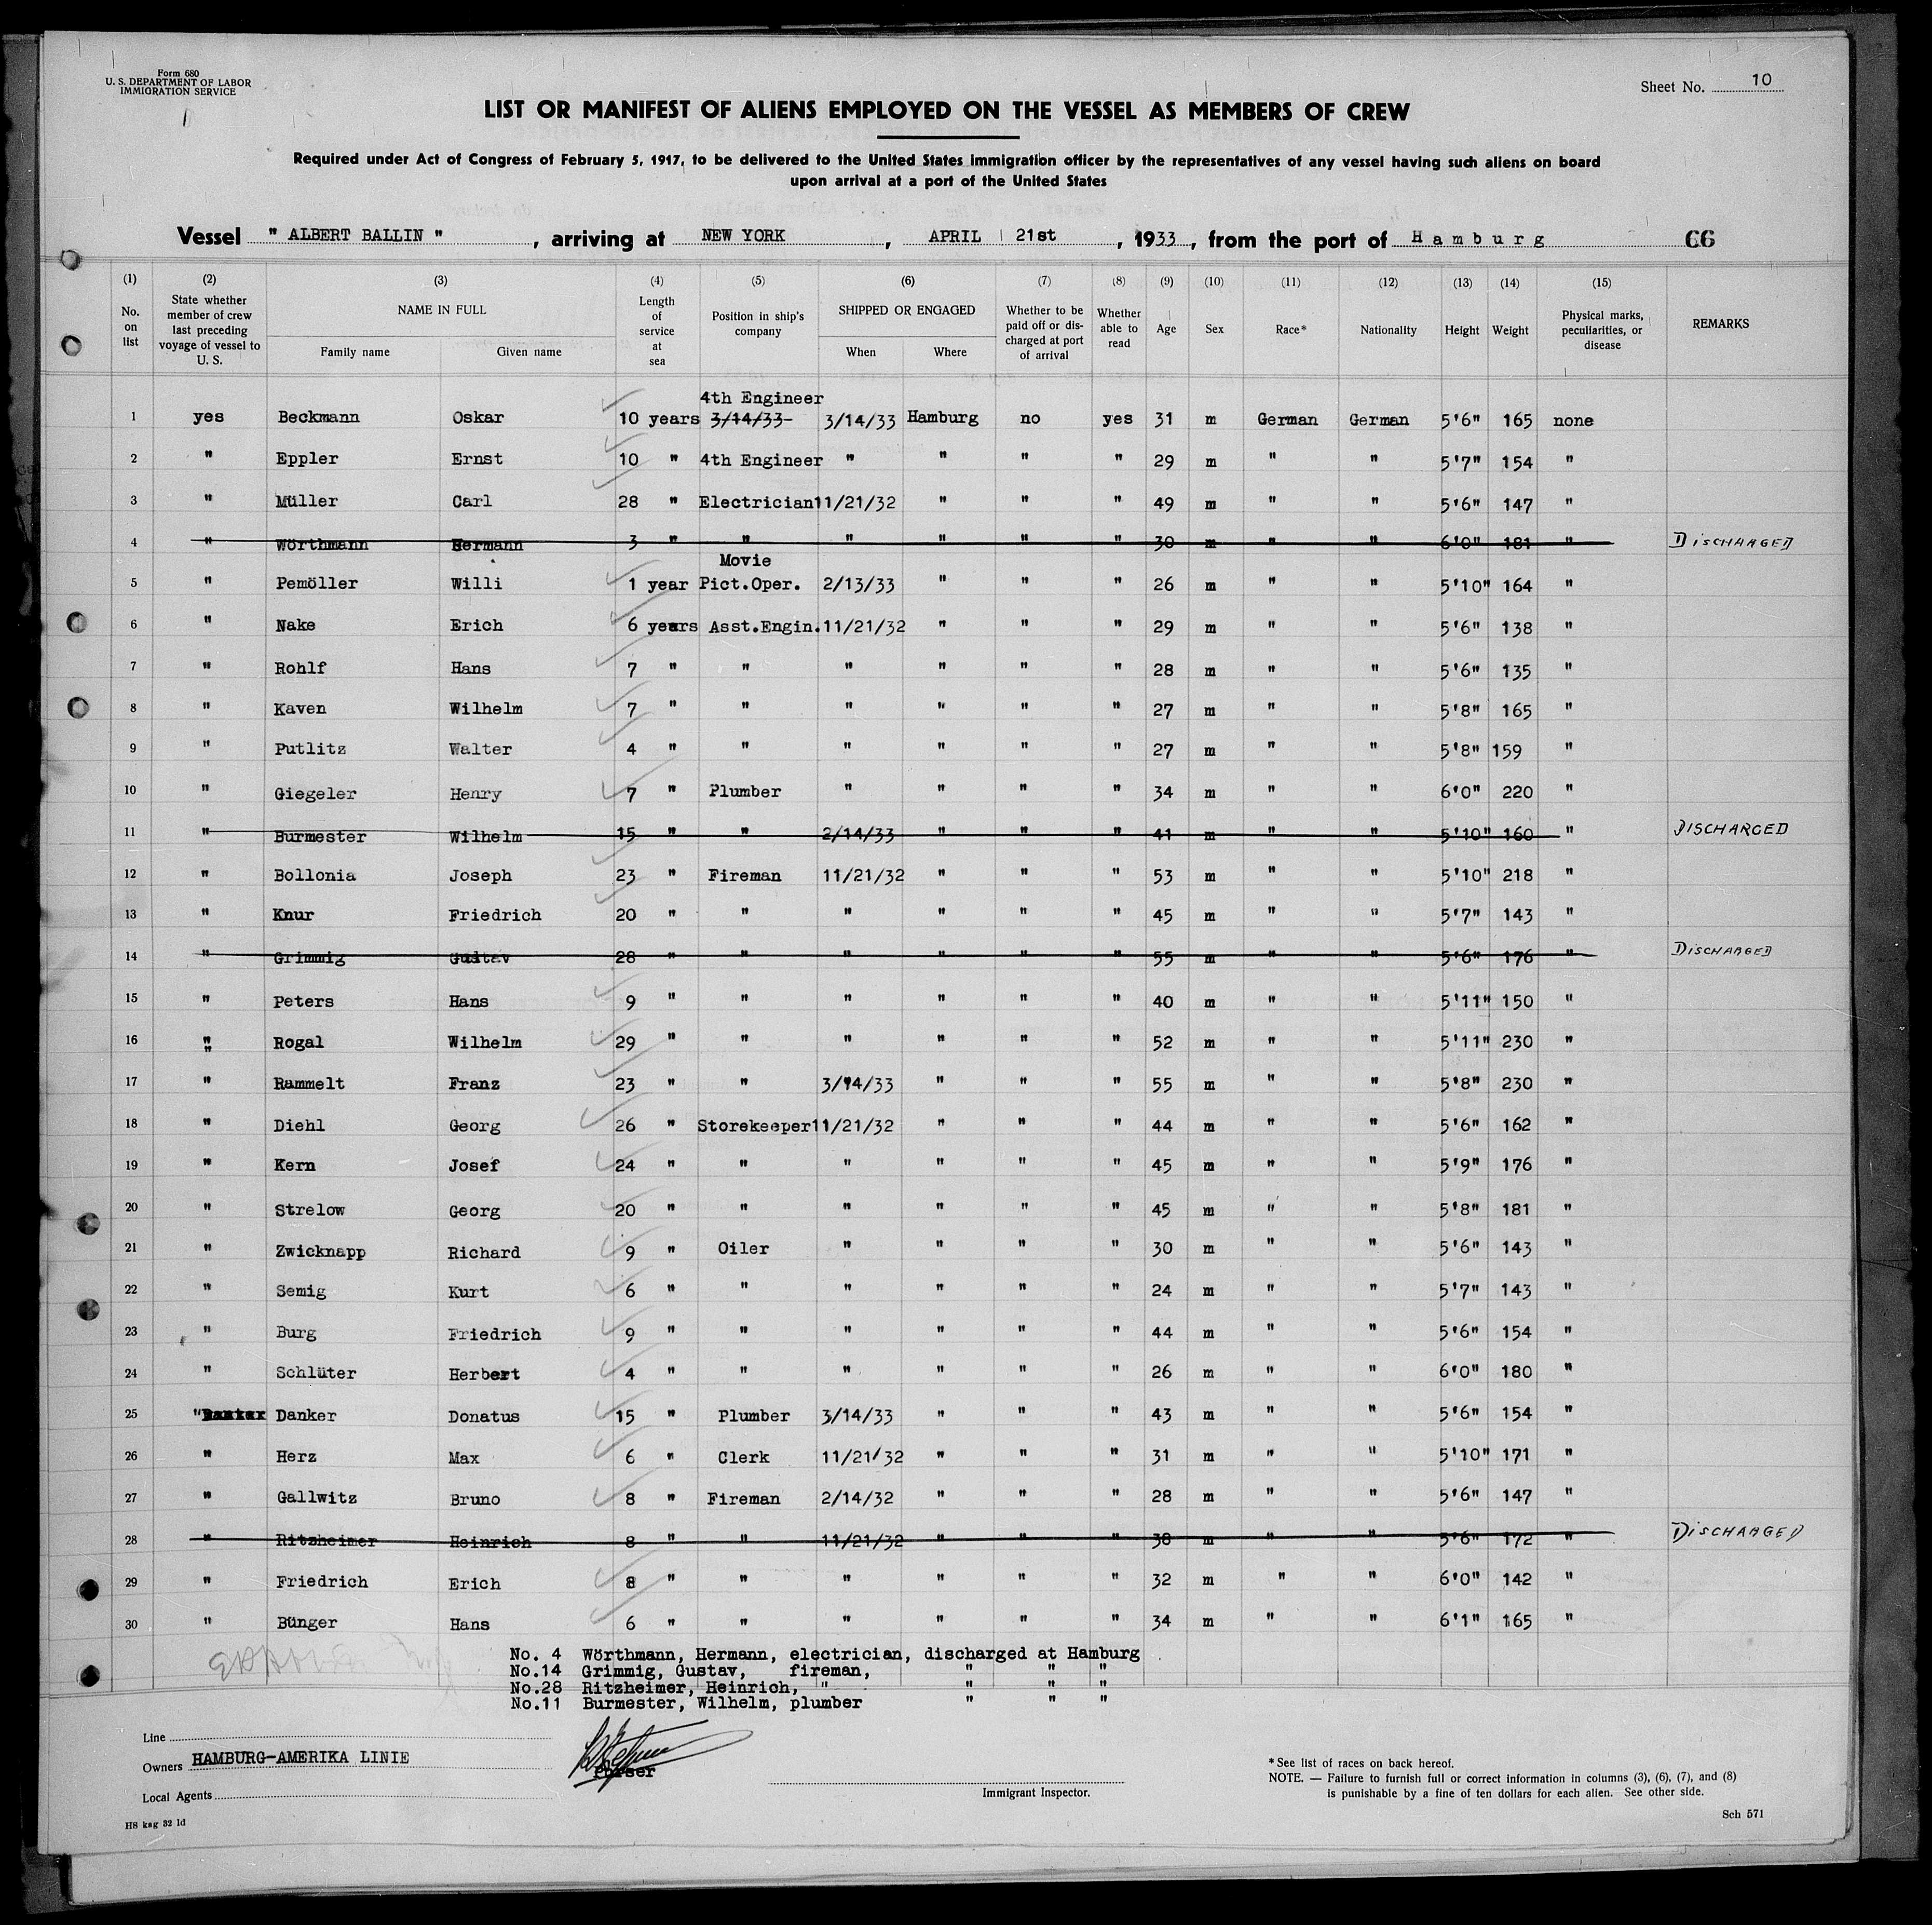 Form 680
U. S. DEPARTMENT OF LABOR
IMMIGRATION SERVICE
Sheet No. 10
LIST OR MANIFEST OF ALIENS EMPLOYED ON THE VESSEL AS MEMBERS OF CREW
Required under Act of Congress of February 5, 1917, to be delivered to the United States immigration officer by the representatives of any vessel having such aliens on board
upon arrival at a port of the United States
Vessel " ALBERT BALLIN ", arriving at NEW YORK, APRIL 21st, 1933, from the port of Hamburg 66
(1) (2) (3) (4) (5) (6) (7) (8) (9) (10) (11) (12) (13) (14) (15)
No. on list State whether member of crew last preceding voyage of vessel to U. S. NAME IN FULL Family name Given name Length of service at sea Position in ship's company SHIPPED OR ENGAGED When Where Whether to be paid off or discharged at port of arrival Whether able to read Age Sex Race* Nationality Height Weight Physical marks, peculiarities, or disease REMARKS
4th Engineer
1 yes Beckmann Oskar 10 years 3/14/33- 3/14/33 Hamburg no yes 31 m German German 5'6" 165 none
2 " Eppler Ernst 10 " 4th Engineer " " " " 29 m " " 5'7" 154 "
3 " Müller Carl 28 " Electrician 11/21/32 " " " 49 m " " 5'6" 147 "
4 " Wörthmann Hermann 3 " " " " " " 30 m " " 6'0" 181 " DISCHARGED
Movie
5 " Pemöller Willi 1 year Pict.Oper. 2/13/33 " " " 26 m " " 5'10" 164 "
6 " Nake Erich 6 years Asst.Engin. 11/21/32 " " " 29 m " " 5'6" 138 "
7 " Rohlf Hans 7 " " " " " " 28 m " " 5'6" 135 "
8 " Kaven Wilhelm 7 " " " " " " 27 m " " 5'8" 165 "
9 " Putlitz Walter 4 " " " " " " 27 m " " 5'8" 159 "
10 " Giegeler Henry 7 " Plumber " " " " 34 m " " 6'0" 220 "
11 " Burmester Wilhelm 15 " " 2/14/33 " " " 41 m " " 5'10" 160 " DISCHARGED
12 " Bollonia Joseph 23 " Fireman 11/21/32 " " " 53 m " " 5'10" 218 "
13 " Knur Friedrich 20 " " " " " " 45 m " " 5'7" 143 "
14 " Grimmig Gustav 28 " " " " " " 55 m " " 5'6" 176 " DISCHARGED
15 " Peters Hans 9 " " " " " " 40 m " " 5'11" 150 "
16 " Rogal Wilhelm 29 " " " " " " 52 m " " 5'11" 230 "
17 " Rammelt Franz 23 " " 3/14/33 " " " 55 m " " 5'8" 230 "
18 " Diehl Georg 26 " Storekeeper 11/21/32 " " " 44 m " " 5'6" 162 "
19 " Kern Josef 24 " " " " " " 45 m " " 5'9" 176 "
20 " Strelow Georg 20 " " " " " " 45 m " " 5'8" 181 "
21 " Zwicknapp Richard 9 " Oiler " " " " 30 m " " 5'6" 143 "
22 " Semig Kurt 6 " " " " " " 24 m " " 5'7" 143 "
23 " Burg Friedrich 9 " " " " " " 44 m " " 5'6" 154 "
24 " Schlüter Herbert 4 " " " " " " 26 m " " 6'0" 180 "
25 " Danker Donatus 15 " Plumber 3/14/33 " " " 43 m " " 5'6" 154 "
26 " Herz Max 6 " Clerk 11/21/32 " " " 31 m " " 5'10" 171 "
27 " Gallwitz Bruno 8 " Fireman 2/14/32 " " " 28 m " " 5'6" 147 "
28 " Ritzheimer Heinrich 8 " " 11/21/32 " " " 38 m " " 5'6" 172 " DISCHARGED
29 " Friedrich Erich 8 " " " " " " 32 m " " 6'0" 142 "
30 " Bünger Hans 6 " " " " " " 34 m " " 6'1" 165 "
No. 4 Wörthmann, Hermann, electrician, discharged at Hamburg
No.14 Grimmig, Gustav, fireman, " " "
No.28 Ritzheimer, Heinrich, " " " "
No.11 Burmester, Wilhelm, plumber " " "
Line
Owners HAMBURG-AMERIKA LINIE
Purser
Local Agents
Immigrant Inspector.
* See list of races on back hereof.
NOTE. — Failure to furnish full or correct information in columns (3), (6), (7), and (8)
is punishable by a fine of ten dollars for each alien. See other side.
H8 kag 32 1d
Sch 571